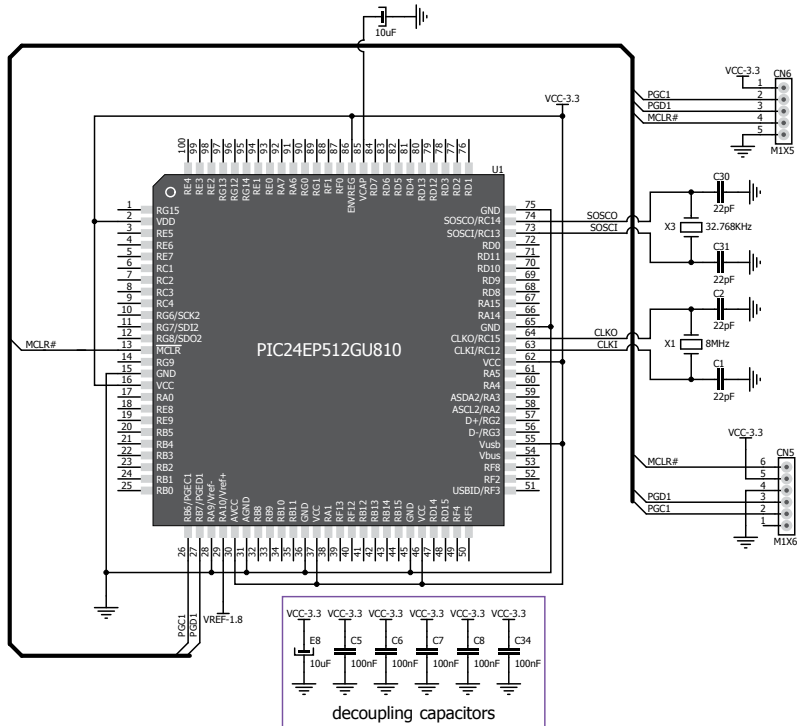 10uF
VCC-3.3
100 RE4
99 RE3
98 RE2
97 RG13
96 RG12
95 RG14
94 RE1
93 RE0
92 RA7
91 RA6
90 RG0
89 RG1
88 RF1
87 RF0
86 ENVREG
85 VCAP
84 RD7
83 RD6
82 RD5
81 RD4
80 RD13
79 RD12
78 RD3
77 RD2
76 RD1
U1
1 RG15
2 VDD
3 RE5
4 RE6
5 RE7
6 RC1
7 RC2
8 RC3
9 RC4
10 RG6/SCK2
11 RG7/SDI2
12 RG8/SDO2
MCLR# 13 MCLR
14 RG9
15 GND
16 VCC
17 RA0
18 RE8
19 RE9
20 RB5
21 RB4
22 RB3
23 RB2
24 RB1
25 RB0
PIC24EP512GU810
GND 75
SOSCO/RC14 74 SOSCO
SOSCI/RC13 73 SOSCI
RD0 72
RD11 71
RD10 70
RD9 69
RD8 68
RA15 67
RA14 66
GND 65
CLKO/RC15 64 CLKO
CLKI/RC12 63 CLKI
VCC 62
RA5 61
RA4 60
ASDA2/RA3 59
ASCL2/RA2 58
D+/RG2 57
D-/RG3 56
Vusb 55
Vbus 54
RF8 53
RF2 52
USBID/RF3 51
RB6/PGEC1 26 PGC1
RB7/PGED1 27 PGD1
RA9/Vref- 28
RA10/Vref+ 29 VREF-1.8
AVCC 30
AGND 31
RB8 32
RB9 33
RB10 34
RB11 35
GND 36
VCC 37
RA1 38
RF13 39
RF12 40
RB12 41
RB13 42
RB14 43
RB15 44
GND 45
VCC 46
RD14 47
RD15 48
RF4 49
RF5 50
VCC-3.3 CN6
1
PGC1 2
PGD1 3
MCLR# 4
5
M1X5
C30
22pF
X3 32.768KHz
C31
22pF
C2
22pF
X1 8MHz
C1
22pF
VCC-3.3 CN5
MCLR# 6
5
4
PGD1 3
PGC1 2
1
M1X6
VCC-3.3 VCC-3.3 VCC-3.3 VCC-3.3 VCC-3.3 VCC-3.3
E8 C5 C6 C7 C8 C34
10uF 100nF 100nF 100nF 100nF 100nF
decoupling capacitors